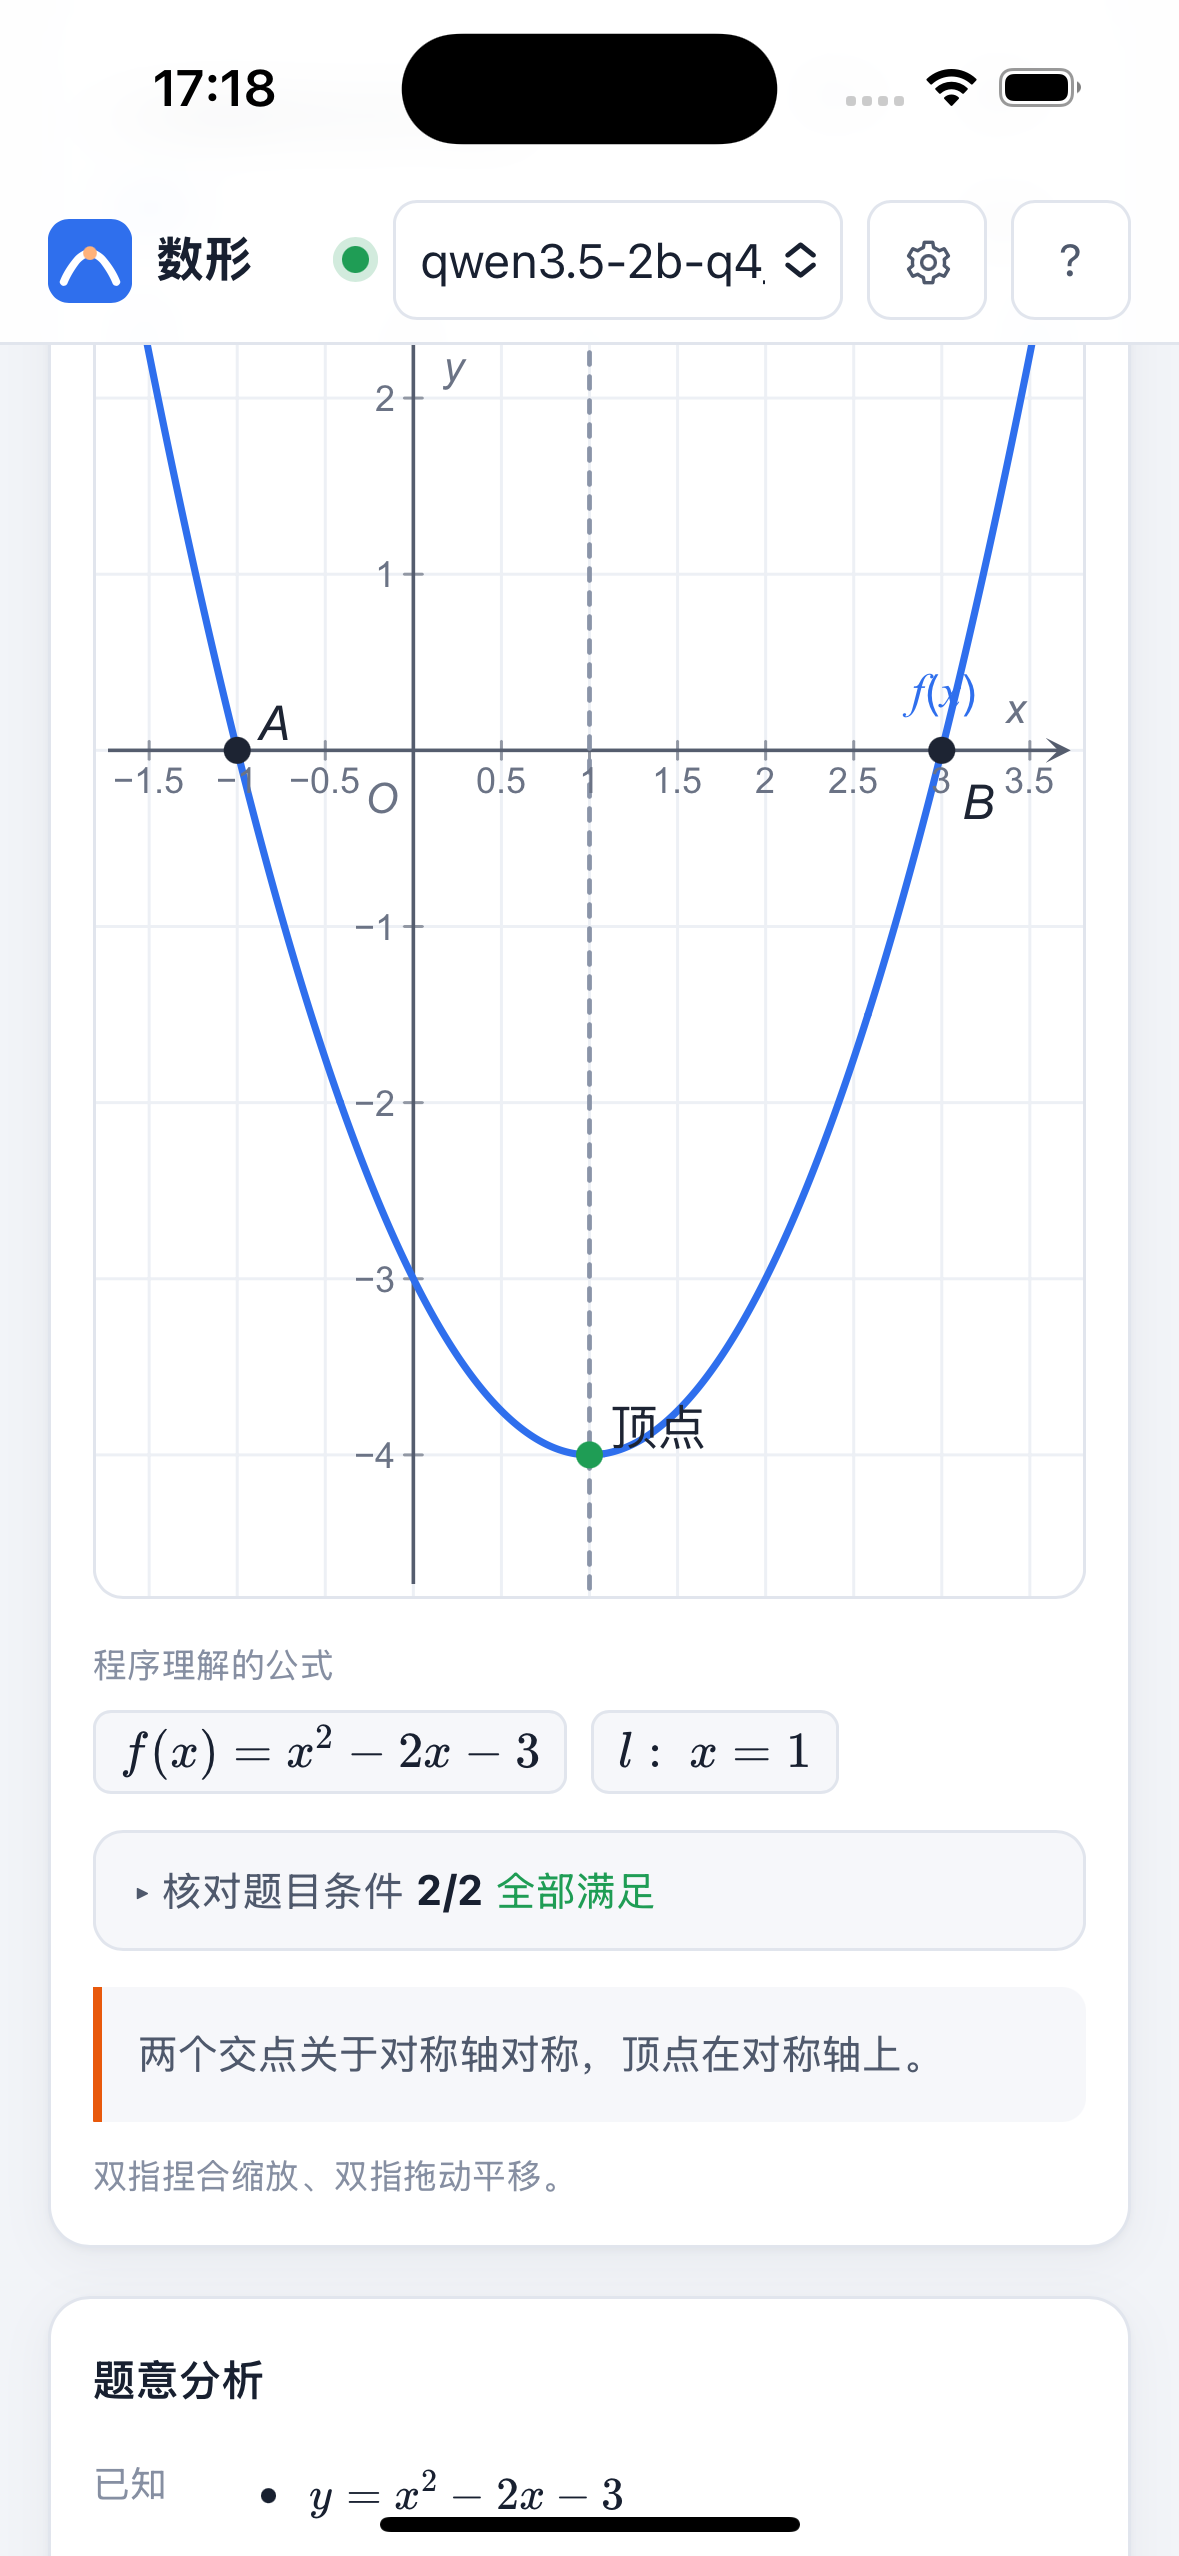 17:18
数形
qwen3.5-2b-q4_
?
y
2
1
f(x)
x
A
−1.5
−1
−0.5
O
0.5
1
1.5
2
2.5
3
B
3.5
−1
−2
−3
顶点
−4
程序理解的公式
f(x) = x² − 2x − 3
l : x = 1
▸ 核对题目条件 2/2 全部满足
两个交点关于对称轴对称，顶点在对称轴上。
双指捏合缩放、双指拖动平移。
题意分析
已知
• y = x² − 2x − 3